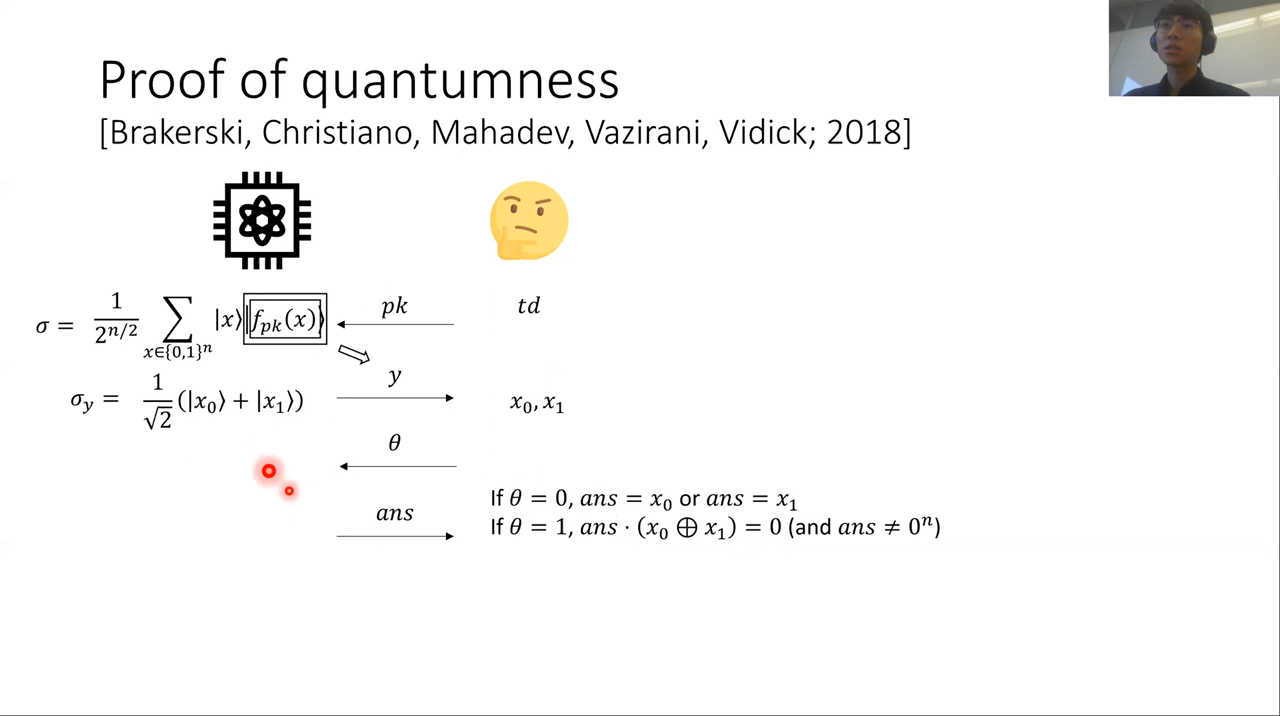 Proof of quantumness
[Brakerski, Christiano, Mahadev, Vazirani, Vidick; 2018]
σ = 1/2^{n/2} ∑_{x∈{0,1}^n} |x⟩|f_{pk}(x)⟩
pk
td
y
σ_y = 1/√2 (|x_0⟩ + |x_1⟩)
x_0, x_1
θ
ans
If θ = 0, ans = x_0 or ans = x_1
If θ = 1, ans · (x_0 ⊕ x_1) = 0 (and ans ≠ 0^n)